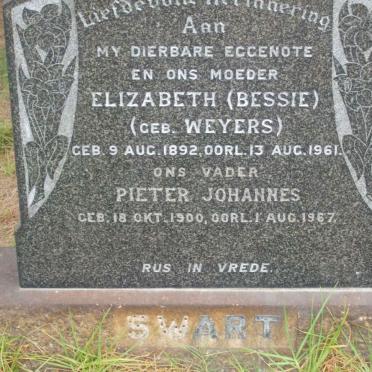 Liefdevolle Herinnering
Aan
MY DIERBARE EGGENOTE
EN ONS MOEDER
ELIZABETH (BESSIE)
(GEB. WEYERS)
GEB. 9 AUG. 1892, OORL. 13 AUG. 1961.
ONS VADER
PIETER JOHANNES
GEB. 18 OKT. 1900, OORL. 1 AUG. 1967.
RUS IN VREDE.
SWART